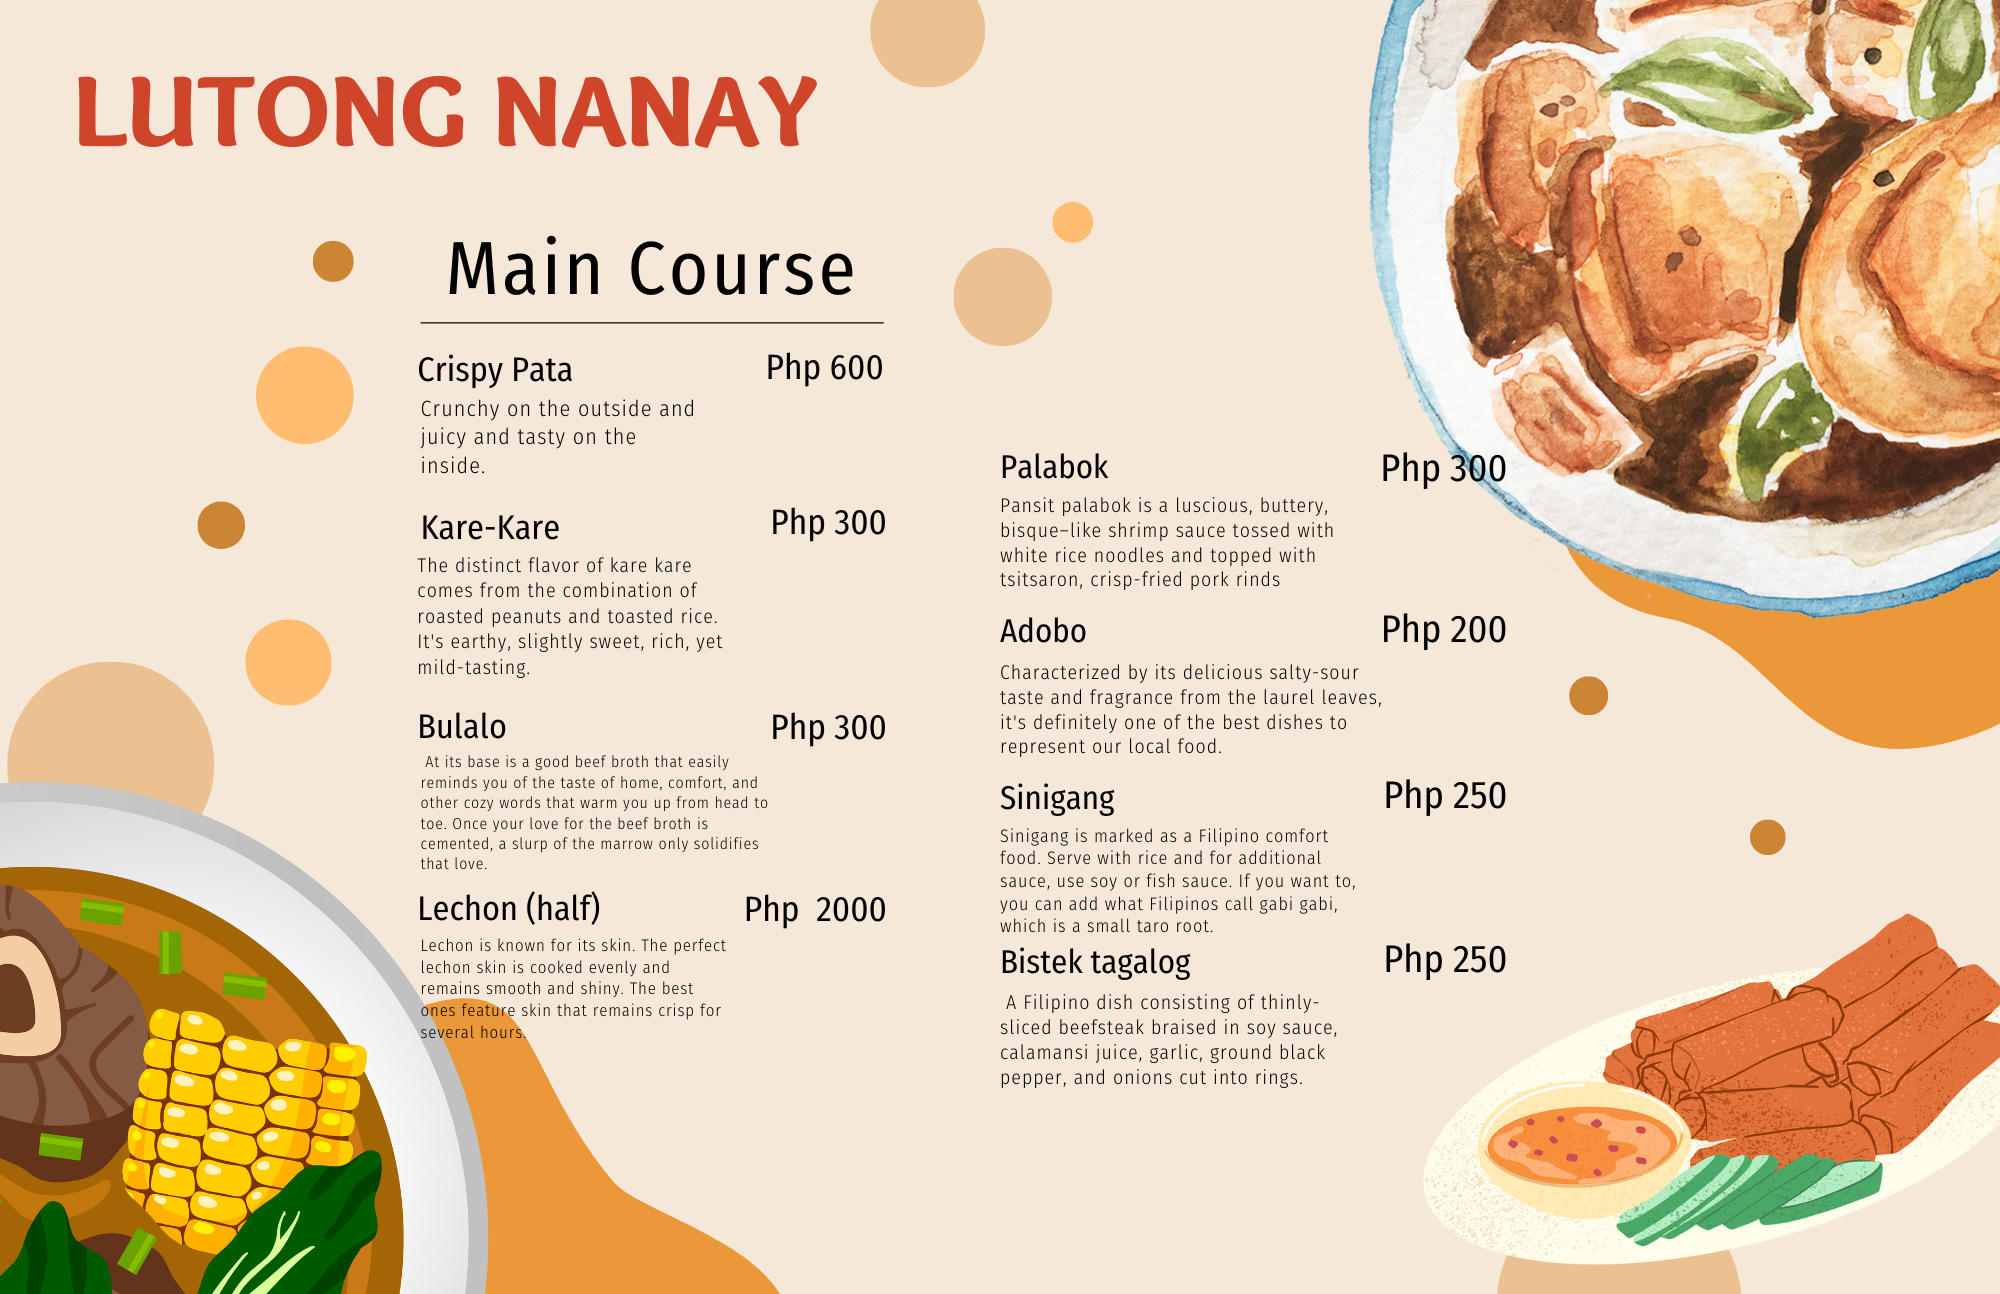 LUTONG NANAY
Main Course
Crispy Pata Php 600
Crunchy on the outside and
juicy and tasty on the
inside.
Kare-Kare Php 300
The distinct flavor of kare kare
comes from the combination of
roasted peanuts and toasted rice.
It's earthy, slightly sweet, rich, yet
mild-tasting.
Bulalo Php 300
At its base is a good beef broth that easily
reminds you of the taste of home, comfort, and
other cozy words that warm you up from head to
toe. Once your love for the beef broth is
cemented, a slurp of the marrow only solidifies
that love.
Lechon (half) Php 2000
Lechon is known for its skin. The perfect
lechon skin is cooked evenly and
remains smooth and shiny. The best
ones feature skin that remains crisp for
several hours.
Palabok Php 300
Pansit palabok is a luscious, buttery,
bisque–like shrimp sauce tossed with
white rice noodles and topped with
tsitsaron, crisp-fried pork rinds
Adobo Php 200
Characterized by its delicious salty-sour
taste and fragrance from the laurel leaves,
it's definitely one of the best dishes to
represent our local food.
Sinigang Php 250
Sinigang is marked as a Filipino comfort
food. Serve with rice and for additional
sauce, use soy or fish sauce. If you want to,
you can add what Filipinos call gabi gabi,
which is a small taro root.
Bistek tagalog Php 250
A Filipino dish consisting of thinly-
sliced beefsteak braised in soy sauce,
calamansi juice, garlic, ground black
pepper, and onions cut into rings.